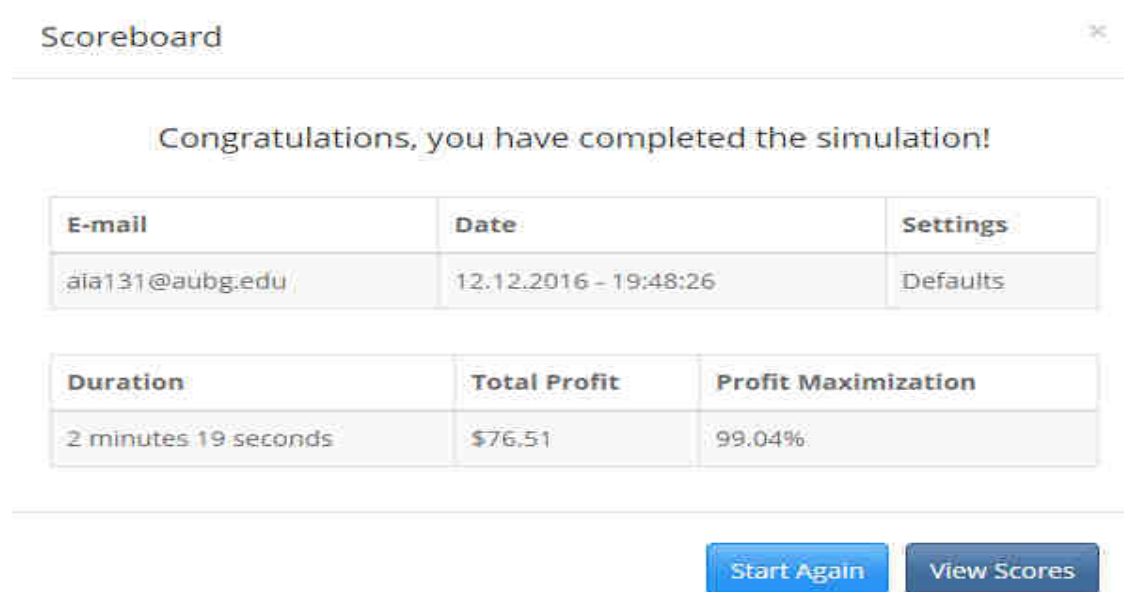 Scoreboard ×
Congratulations, you have completed the simulation!
E-mail Date Settings
aia131@aubg.edu 12.12.2016 - 19:48:26 Defaults
Duration Total Profit Profit Maximization
2 minutes 19 seconds $76.51 99.04%
Start Again View Scores